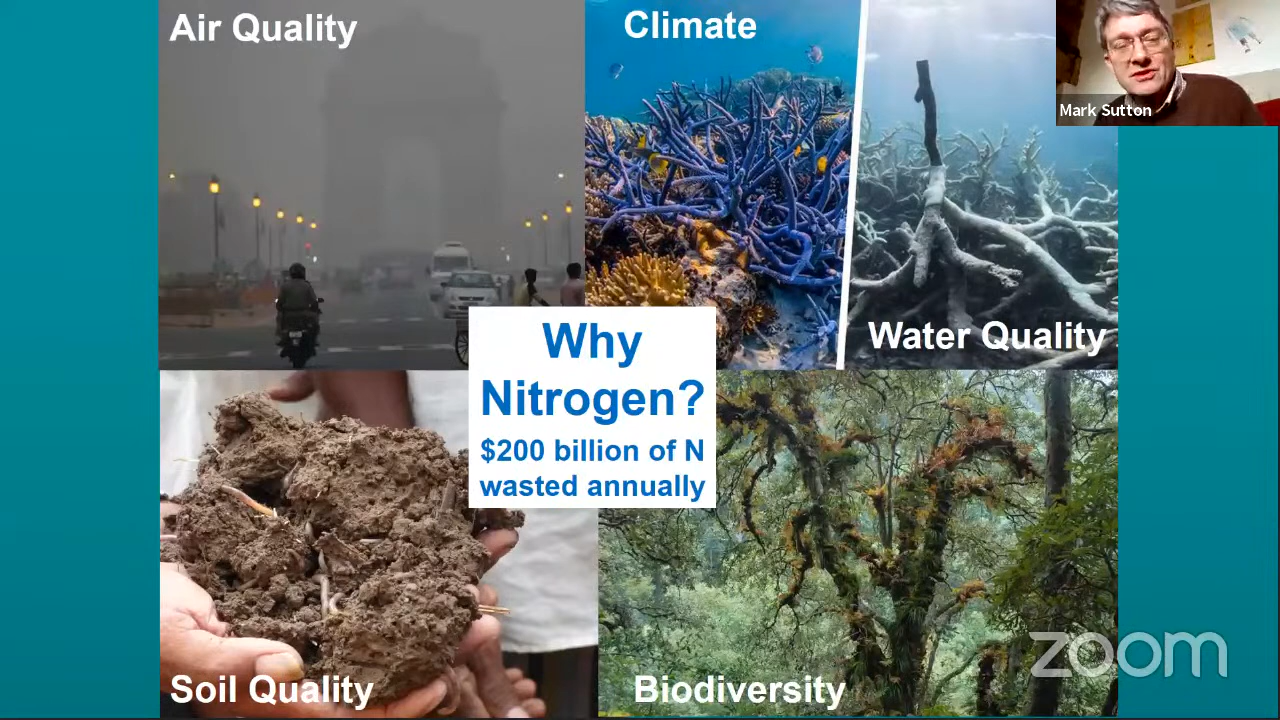 Air Quality
Climate
Mark Sutton
Water Quality
Why
Nitrogen?
$200 billion of N
wasted annually
Soil Quality
Biodiversity
zoom